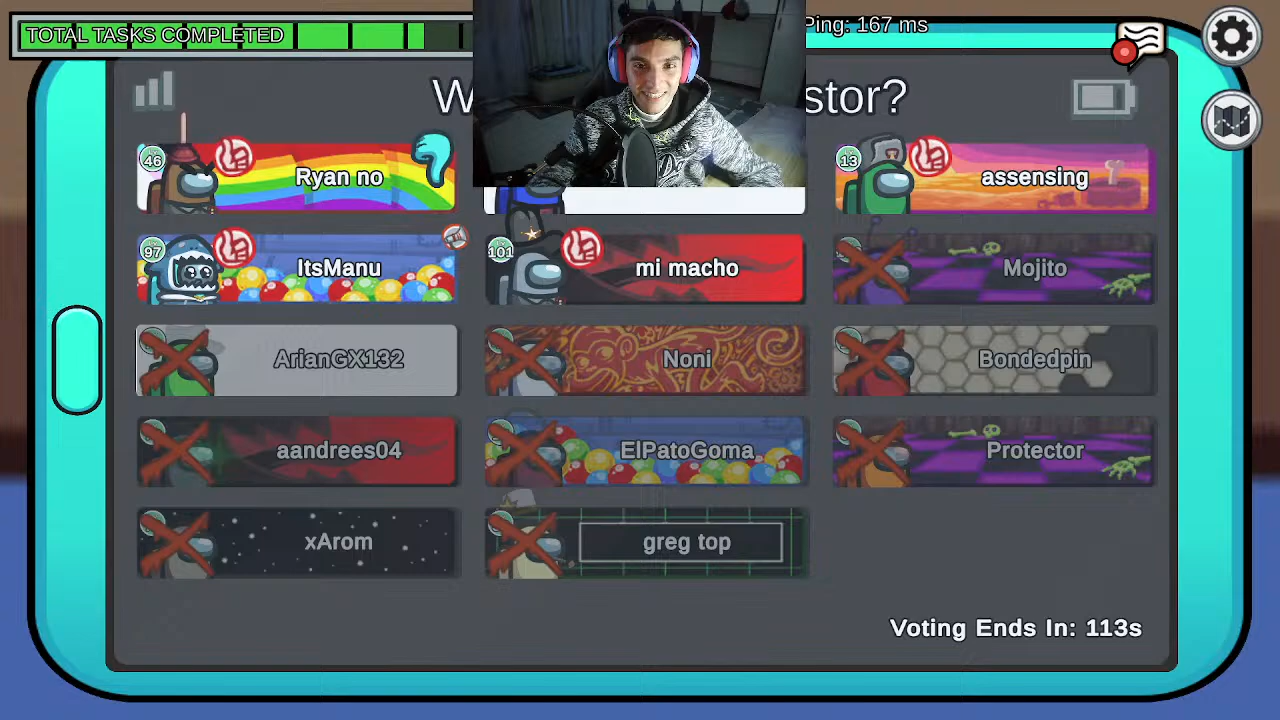 TOTAL TASKS COMPLETED
Ping: 167 ms
W stor?
46
Ryan no
13
assensing
97
ItsManu
101
mi macho
Mojito
ArianGX132
Noni
Bondedpin
aandrees04
ElPatoGoma
Protector
xArom
greg top
Voting Ends In: 113s